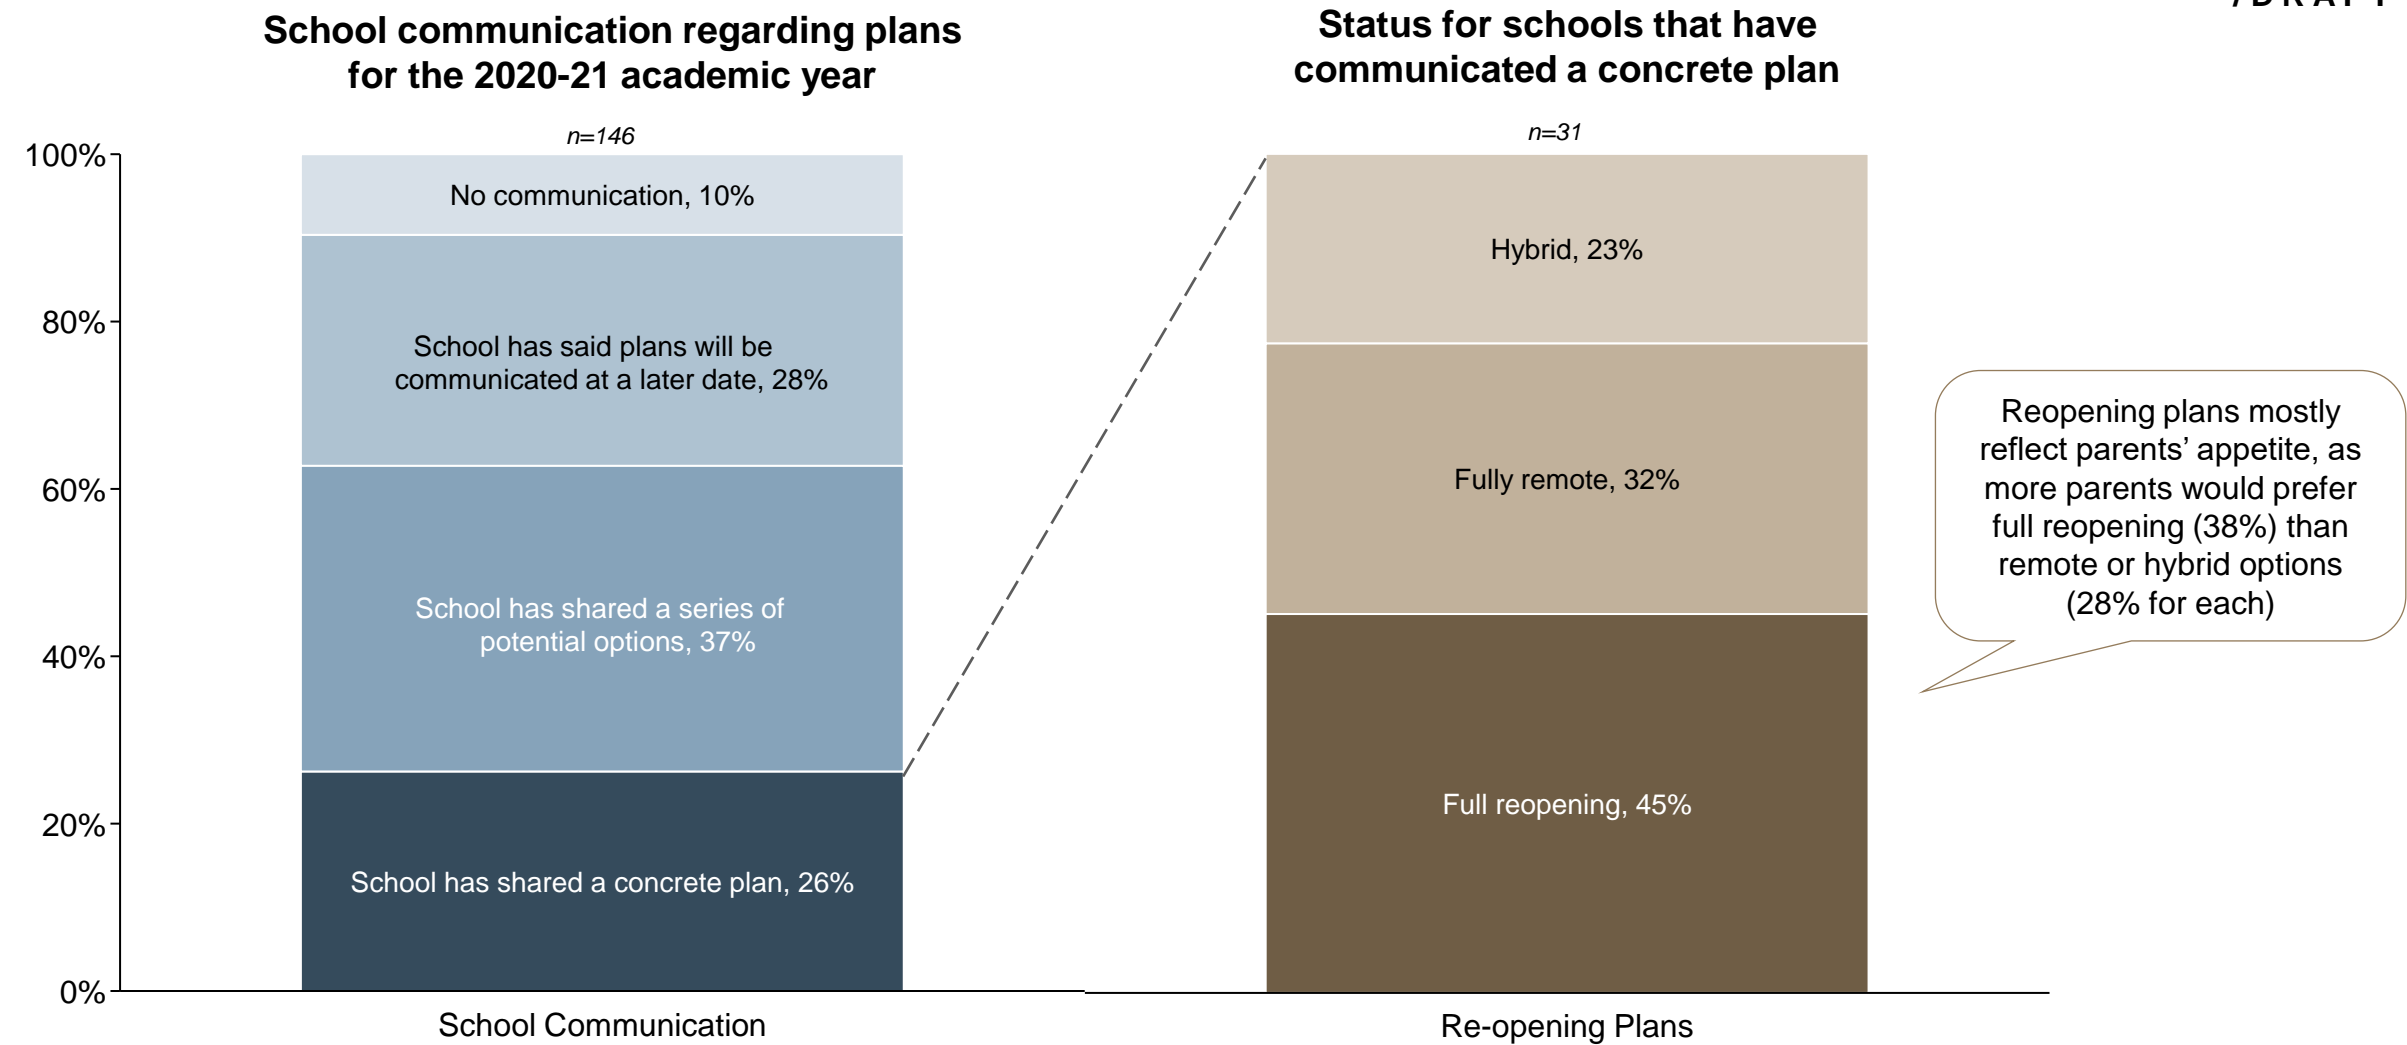 School communication regarding plans
for the 2020-21 academic year
n=146
100%
80%
60%
40%
20%
0%
No communication, 10%
School has said plans will be
communicated at a later date, 28%
School has shared a series of
potential options, 37%
School has shared a concrete plan, 26%
School Communication
Status for schools that have
communicated a concrete plan
n=31
Hybrid, 23%
Fully remote, 32%
Full reopening, 45%
Re-opening Plans
Reopening plans mostly
reflect parents’ appetite, as
more parents would prefer
full reopening (38%) than
remote or hybrid options
(28% for each)